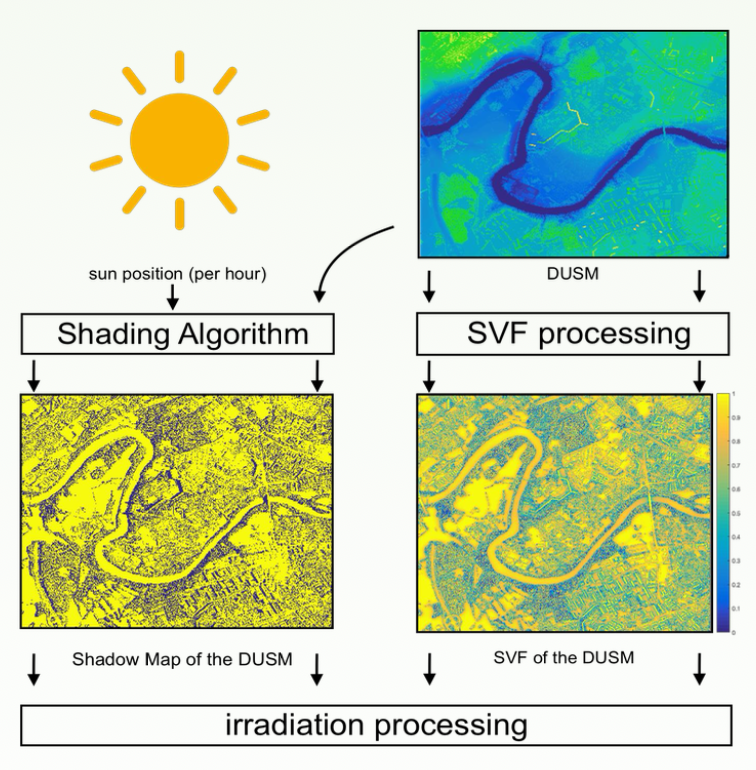 sun position (per hour)
DUSM
Shading Algorithm
SVF processing
1
0.9
0.8
0.7
0.6
0.5
0.4
0.3
0.2
0.1
0
Shadow Map of the DUSM
SVF of the DUSM
irradiation processing